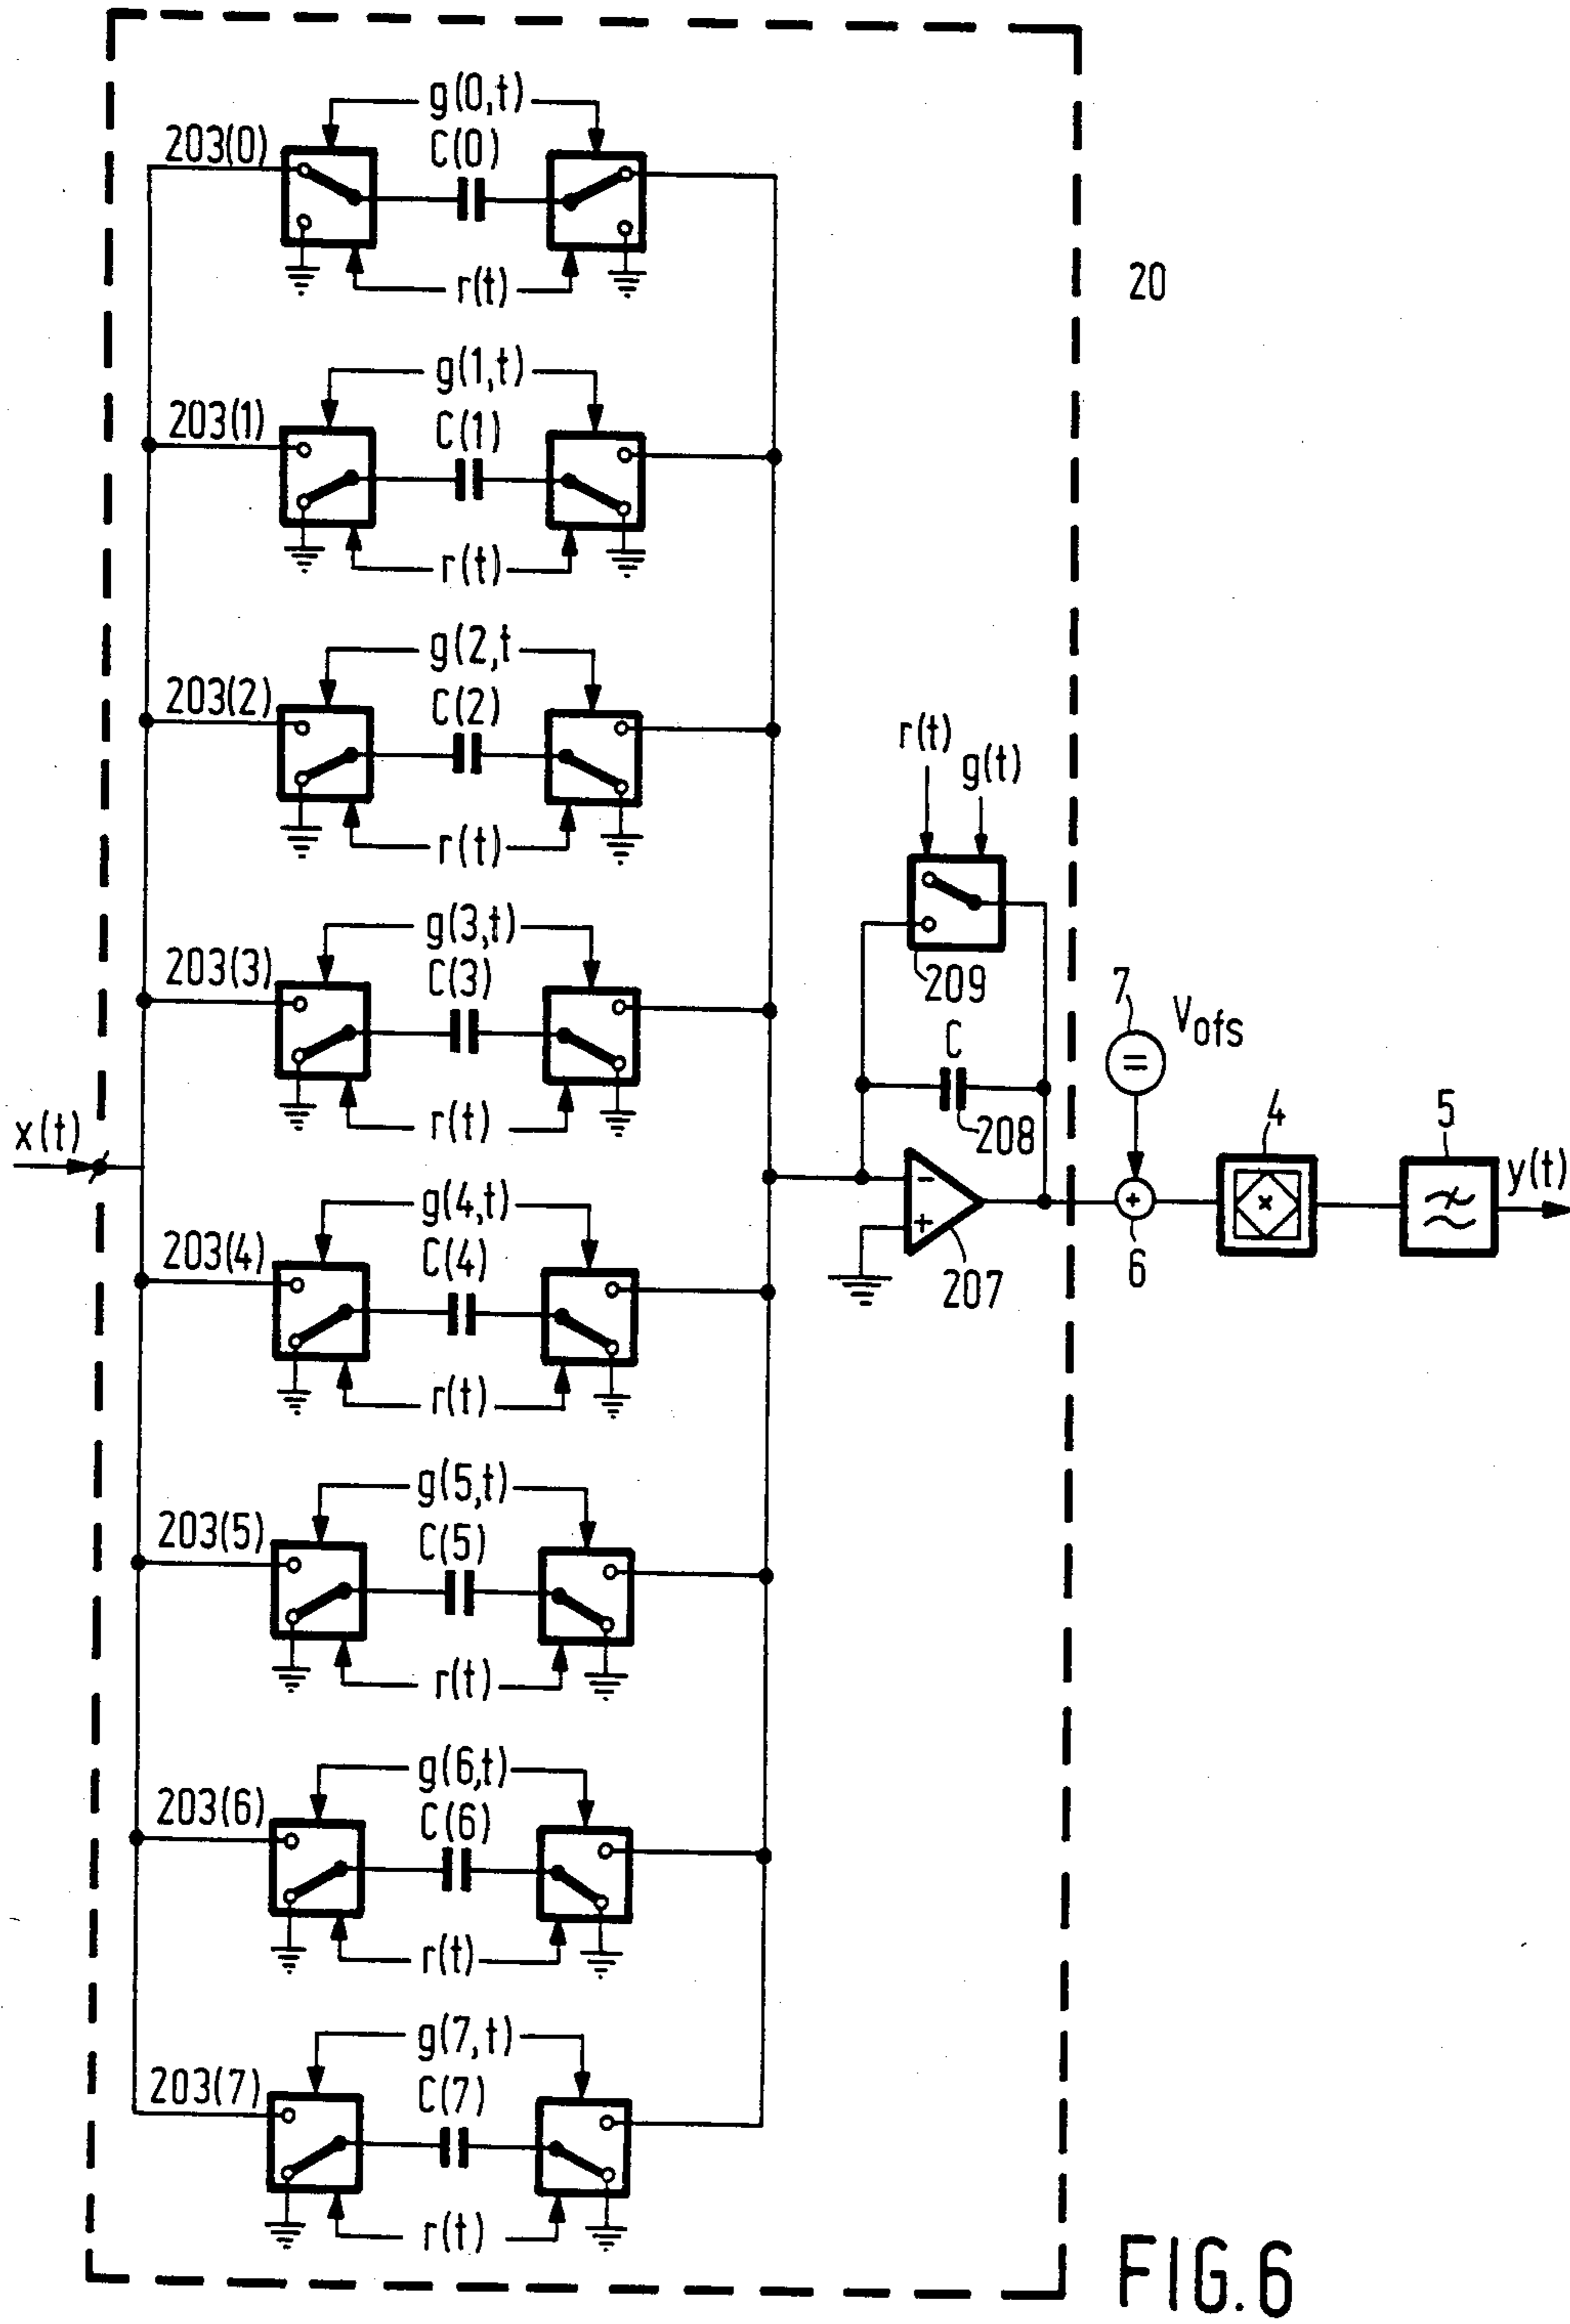 g(0,t)
203(0)
C(0)
r(t)
20
g(1,t)
203(1)
C(1)
r(t)
g(2,t
203(2)
C(2)
r(t)
r(t)
g(t)
g(3,t)
203(3)
C(3)
r(t)
209
7
Vofs
=
C
208
x(t)
4
5
y(t)
-
+
+
x
207
6
g(4,t)
203(4)
C(4)
r(t)
g(5,t)
203(5)
C(5)
r(t)
g(6,t)
203(6)
C(6)
r(t)
g(7,t)
203(7)
C(7)
r(t)
FIG.6